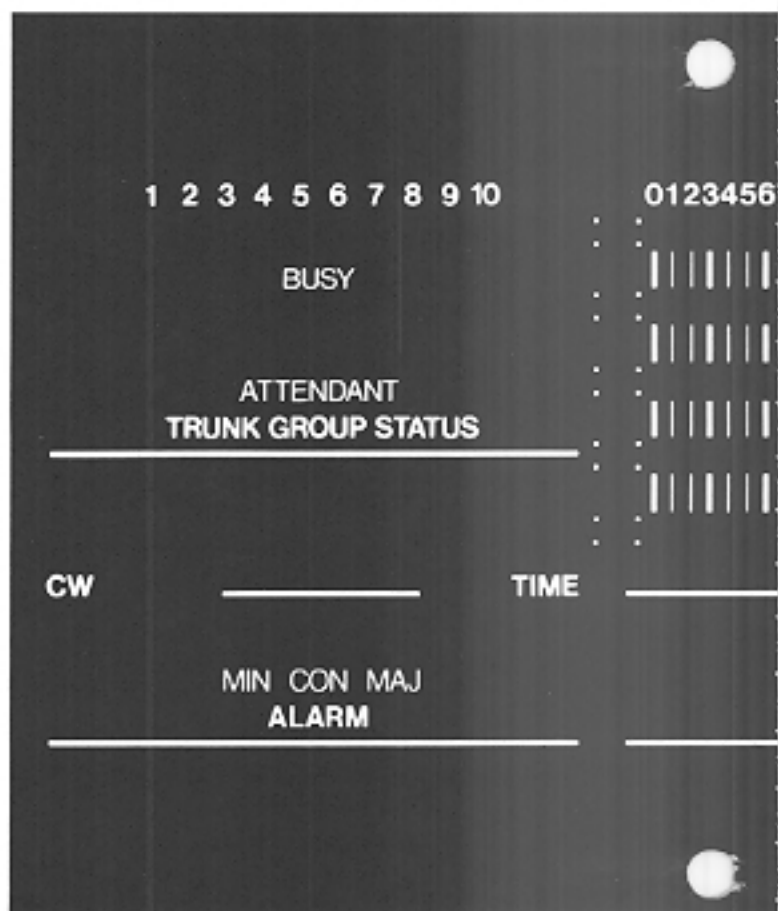 1 2 3 4 5 6 7 8 9 10 0123456
BUSY
ATTENDANT
TRUNK GROUP STATUS
CW TIME
MIN CON MAJ
ALARM